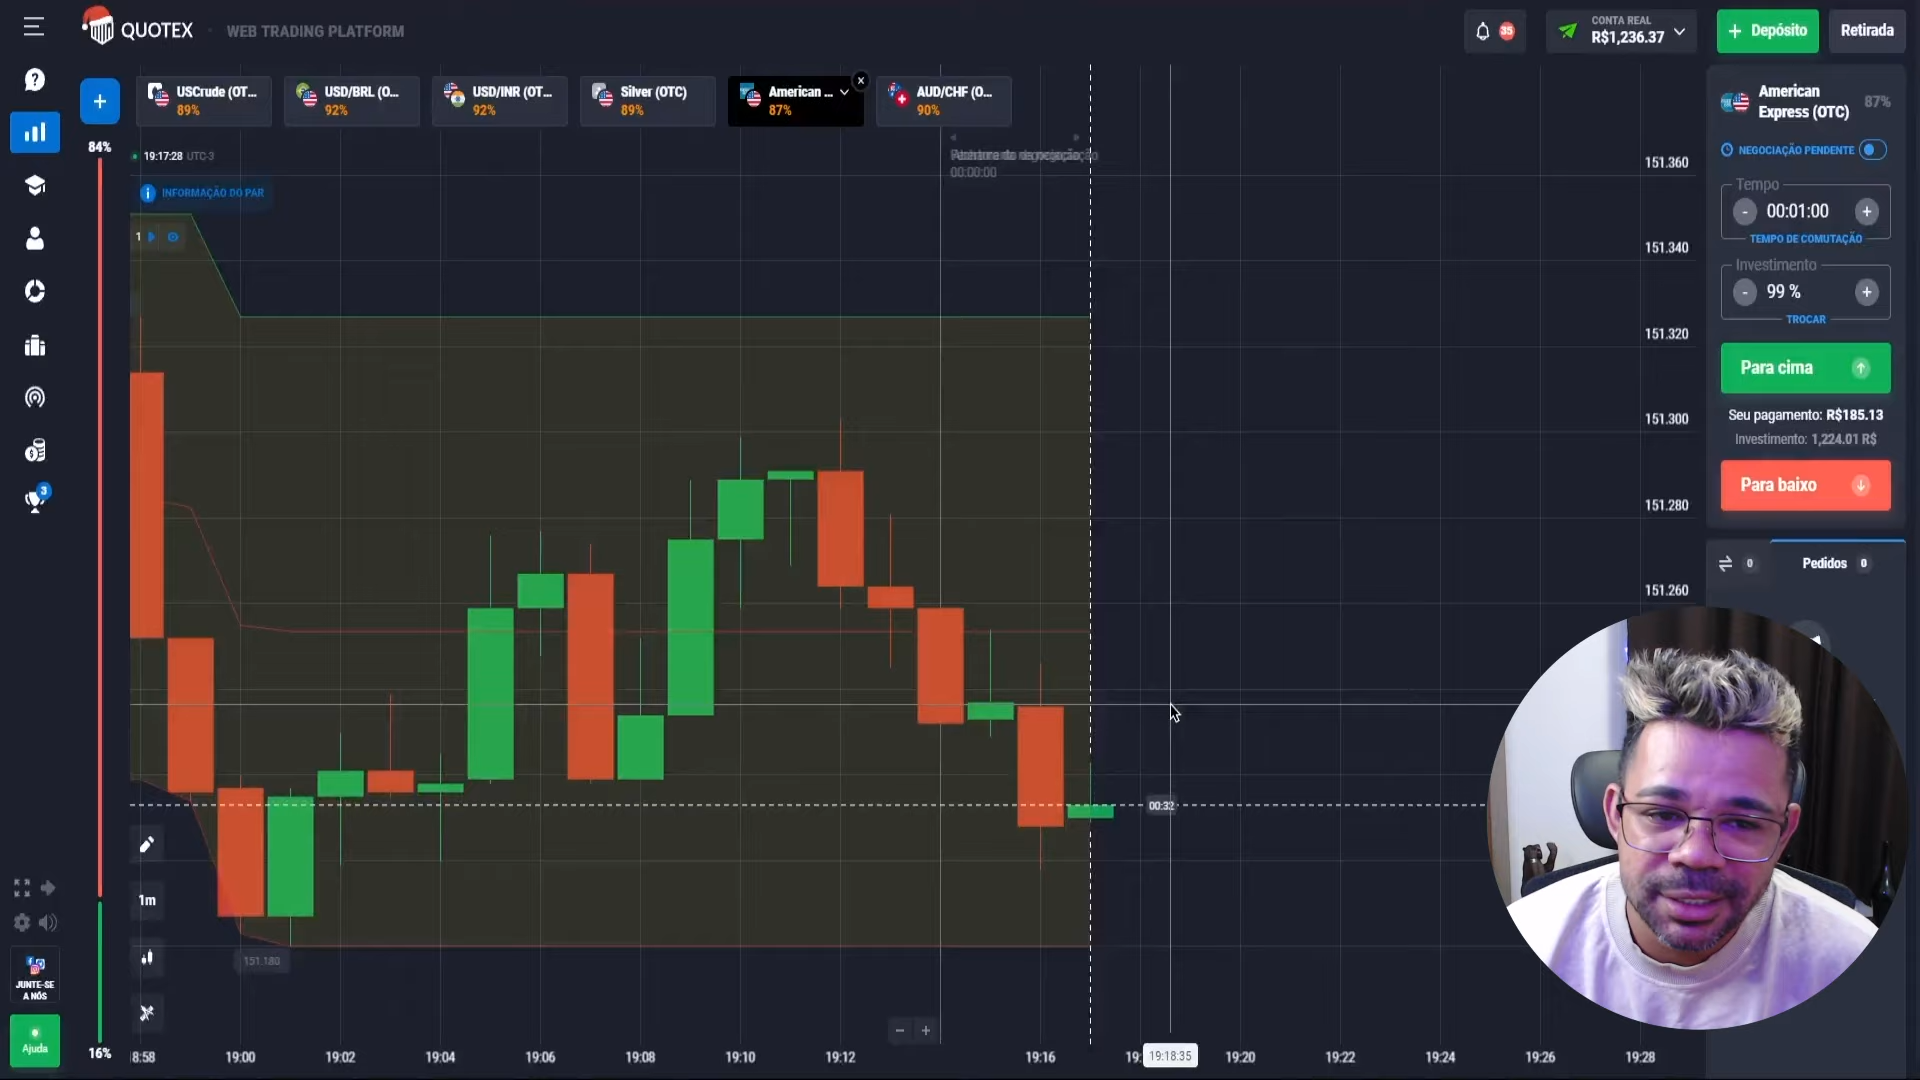 QUOTEX
WEB TRADING PLATFORM
35
CONTA REAL
R$1,236.37
+ Depósito
Retirada
USCrude (OT...
89%
USD/BRL (O...
92%
USD/INR (OT...
92%
Silver (OTC)
89%
American ...
87%
AUD/CHF (O...
90%
84%
19:17:28 UTC-3
INFORMAÇÃO DO PAR
1
00:00:00
151.360
151.340
151.320
151.300
151.280
151.260
American
Express (OTC)
87%
NEGOCIAÇÃO PENDENTE
Tempo
- 00:01:00 +
TEMPO DE COMUTAÇÃO
Investimento
- 99 % +
TROCAR
Para cima
Seu pagamento: R$185.13
Investimento: 1,224.01 R$
Para baixo
0
Pedidos 0
3
00:32
1m
151.180
JUNTE-SE
A NÓS
Ajuda
16%
8:58
19:00
19:02
19:04
19:06
19:08
19:10
19:12
19:16
19:
19:18:35
19:20
19:22
19:24
19:26
19:28